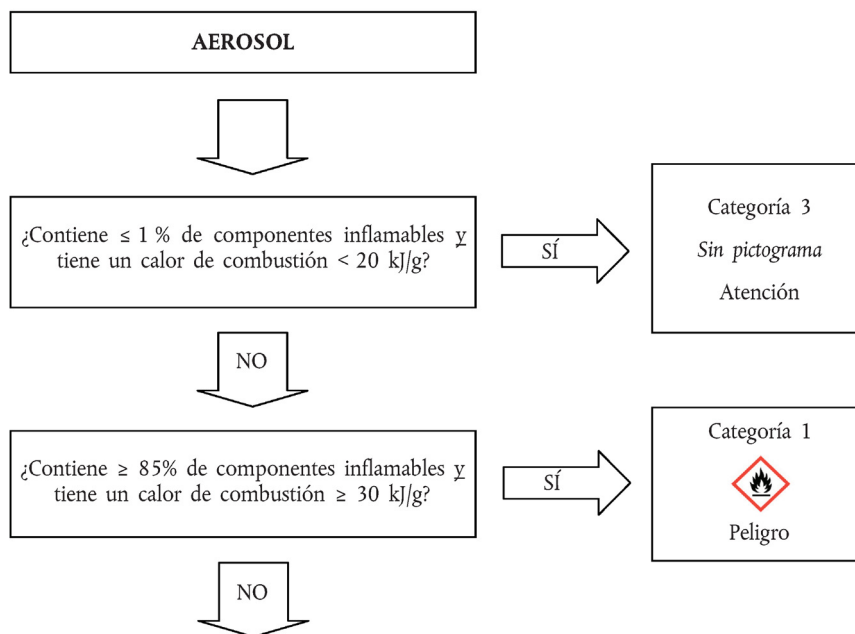 AEROSOL
¿Contiene ≤ 1 % de componentes inflamables y
tiene un calor de combustión < 20 kJ/g?
SÍ
Categoría 3
Sin pictograma
Atención
NO
¿Contiene ≥ 85% de componentes inflamables y
tiene un calor de combustión ≥ 30 kJ/g?
SÍ
Categoría 1
Peligro
NO